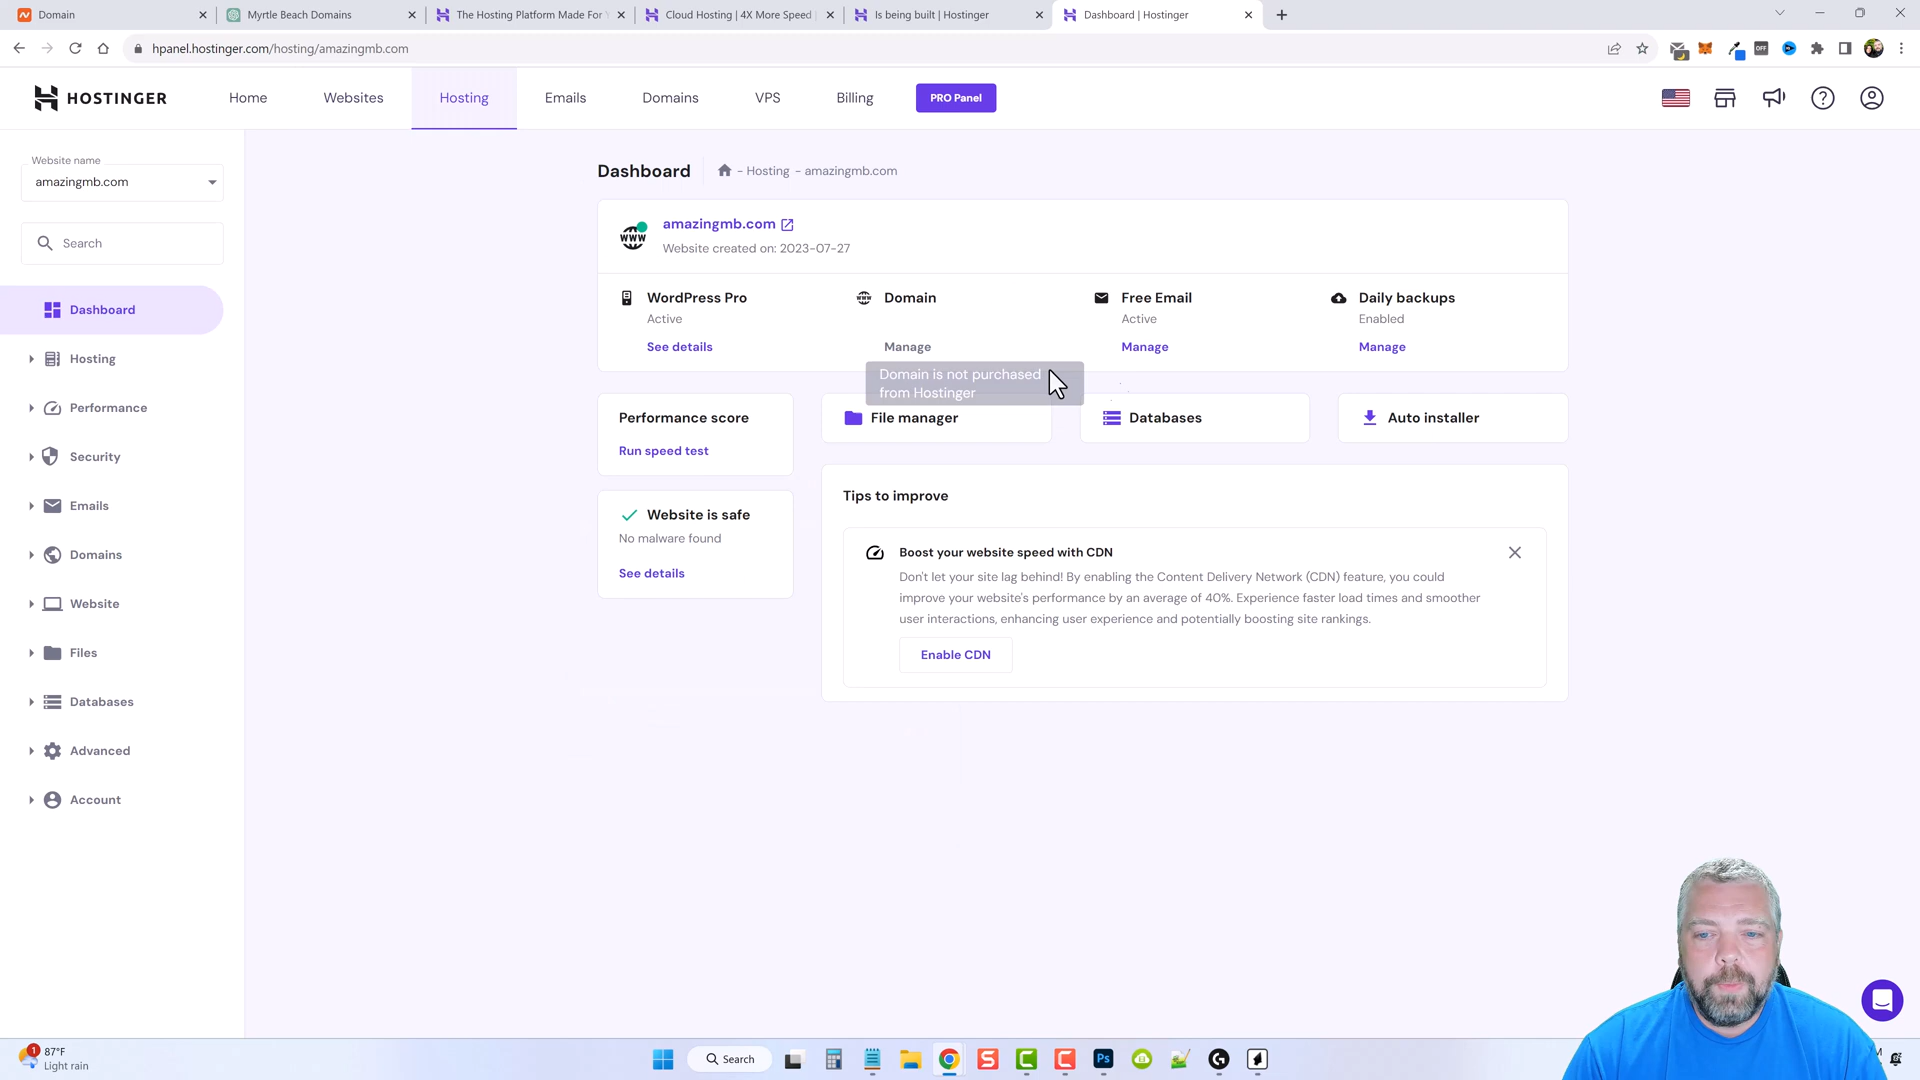 Domain
Myrtle Beach Domains
The Hosting Platform Made For Y
Cloud Hosting | 4X More Speed |
Is being built | Hostinger
Dashboard | Hostinger
hpanel.hostinger.com/hosting/amazingmb.com
OFF
HOSTINGER
Home
Websites
Hosting
Emails
Domains
VPS
Billing
PRO Panel
Website name
amazingmb.com
Search
Dashboard
Hosting
Performance
Security
Emails
Domains
Website
Files
Databases
Advanced
Account
Dashboard
- Hosting - amazingmb.com
www
amazingmb.com
Website created on: 2023-07-27
WordPress Pro
Active
See details
Domain
Manage
Domain is not purchased
from Hostinger
Free Email
Active
Manage
Daily backups
Enabled
Manage
Performance score
Run speed test
File manager
Databases
Auto installer
Website is safe
No malware found
See details
Tips to improve
Boost your website speed with CDN
Don't let your site lag behind! By enabling the Content Delivery Network (CDN) feature, you could
improve your website's performance by an average of 40%. Experience faster load times and smoother
user interactions, enhancing user experience and potentially boosting site rankings.
Enable CDN
1
87°F
Light rain
Search
Ps